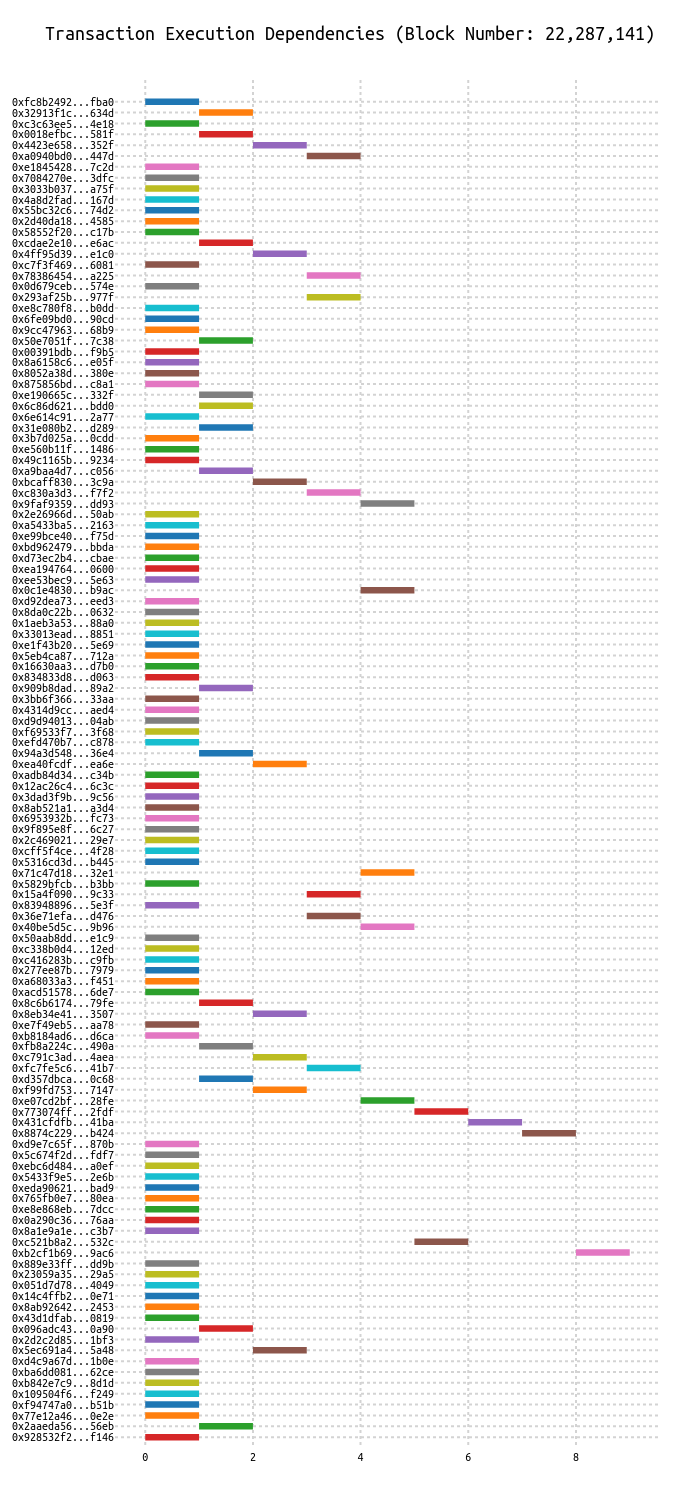 Transaction Execution Dependencies (Block Number: 22,287,141)
0xfc8b2492...fba0
0x32913f1c...634d
0xc3c63ee5...4e18
0x0018efbc...581f
0x4423e658...352f
0xa0940bd0...447d
0xe1845428...7c2d
0x7084270e...3dfc
0x3033b037...a75f
0x4a8d2fad...167d
0x55bc32c6...74d2
0x2d40da18...4585
0x58552f20...c17b
0xcdae2e10...e6ac
0x4ff95d39...e1c0
0xc7f3f469...6081
0x78386454...a225
0x0d679ceb...574e
0x293af25b...977f
0xe8c780f8...b0dd
0x6fe09bd0...90cd
0x9cc47963...68b9
0x50e7051f...7c38
0x00391bdb...f9b5
0x8a6158c6...e05f
0x8052a38d...380e
0x875856bd...c8a1
0xe190665c...332f
0x6c86d621...bdd0
0x6e614c91...2a77
0x31e080b2...d289
0x3b7d025a...0cdd
0xe560b11f...1486
0x49c1165b...9234
0xa9baa4d7...c056
0xbcaff830...3c9a
0xc830a3d3...f7f2
0x9faf9359...dd93
0x2e26966d...50ab
0xa5433ba5...2163
0xe99bce40...f75d
0xbd962479...bbda
0xd73ec2b4...cbae
0xea194764...0600
0xee53bec9...5e63
0x0c1e4830...b9ac
0xd92dea73...eed3
0x8da0c22b...0632
0x1aeb3a53...88a0
0x33013ead...8851
0xe1f43b20...5e69
0x5eb4ca87...712a
0x16630aa3...d7b0
0x834833d8...d063
0x909b8dad...89a2
0x3bb6f366...33aa
0x4314d9cc...aed4
0xd9d94013...04ab
0xf69533f7...3f68
0xefd470b7...c878
0x94a3d548...36e4
0xea40fcdf...ea6e
0xadb84d34...c34b
0x12ac26c4...6c3c
0x3dad3f9b...9c56
0x8ab521a1...a3d4
0x6953932b...fc73
0x9f895e8f...6c27
0x2c469021...29e7
0xcff5f4ce...4f28
0x5316cd3d...b445
0x71c47d18...32e1
0x5829bfcb...b3bb
0x15a4f090...9c33
0x83948896...5e3f
0x36e71efa...d476
0x40be5d5c...9b96
0x50aab8dd...e1c9
0xc338b0d4...12ed
0xc416283b...c9fb
0x277ee87b...7979
0xa68033a3...f451
0xacd51578...6de7
0x8c6b6174...79fe
0x8eb34e41...3507
0xe7f49eb5...aa78
0xb8184ad6...d6ca
0xfb8a224c...490a
0xc791c3ad...4aea
0xfc7fe5c6...41b7
0xd357dbca...0c68
0xf99fd753...7147
0xe07cd2bf...28fe
0x773074ff...2fdf
0x431cfdfb...41ba
0x8874c229...b424
0xd9e7c65f...870b
0x5c674f2d...fdf7
0xebc6d484...a0ef
0x5433f9e5...2e6b
0xeda90621...bad9
0x765fb0e7...80ea
0xe8e868eb...7dcc
0x0a290c36...76aa
0x8a1e9a1e...c3b7
0xc521b8a2...532c
0xb2cf1b69...9ac6
0x889e33ff...dd9b
0x23059a35...29a5
0x051d7d78...4049
0x14c4ffb2...0e71
0x8ab92642...2453
0x43d1dfab...0819
0x096adc43...0a90
0x2d2c2d85...1bf3
0x5ec691a4...5a48
0xd4c9a67d...1b0e
0xba6dd081...62ce
0xb842e7c9...8d1d
0x109504f6...f249
0xf94747a0...b51b
0x77e12a46...0e2e
0x2aaeda56...56eb
0x928532f2...f146
0 2 4 6 8